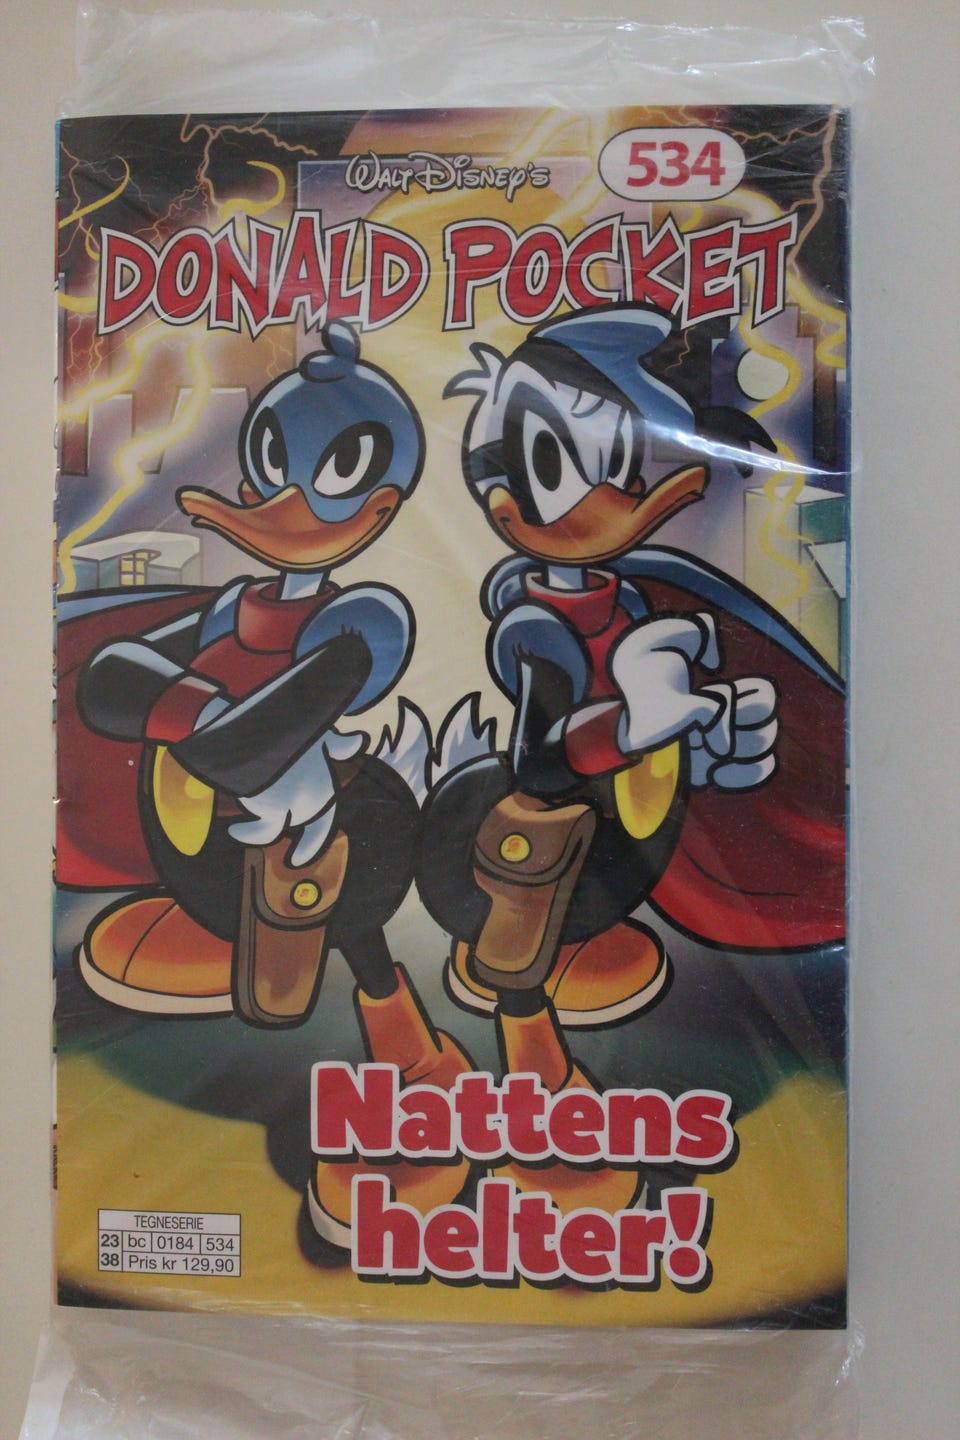 Walt Disney's
534
DONALD POCKET
Nattens
helter!
TEGNESERIE
23 bc 0184 534
38 Pris kr 129,90